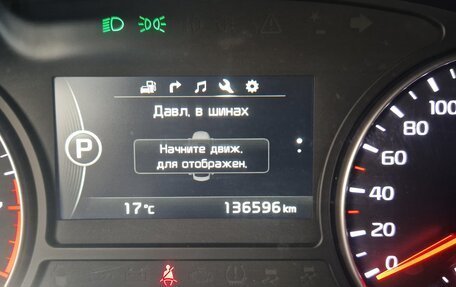 Давл. в шинах
P
Начните движ.
для отображен.
17°C
136596 km
100
80
60
40
20
0